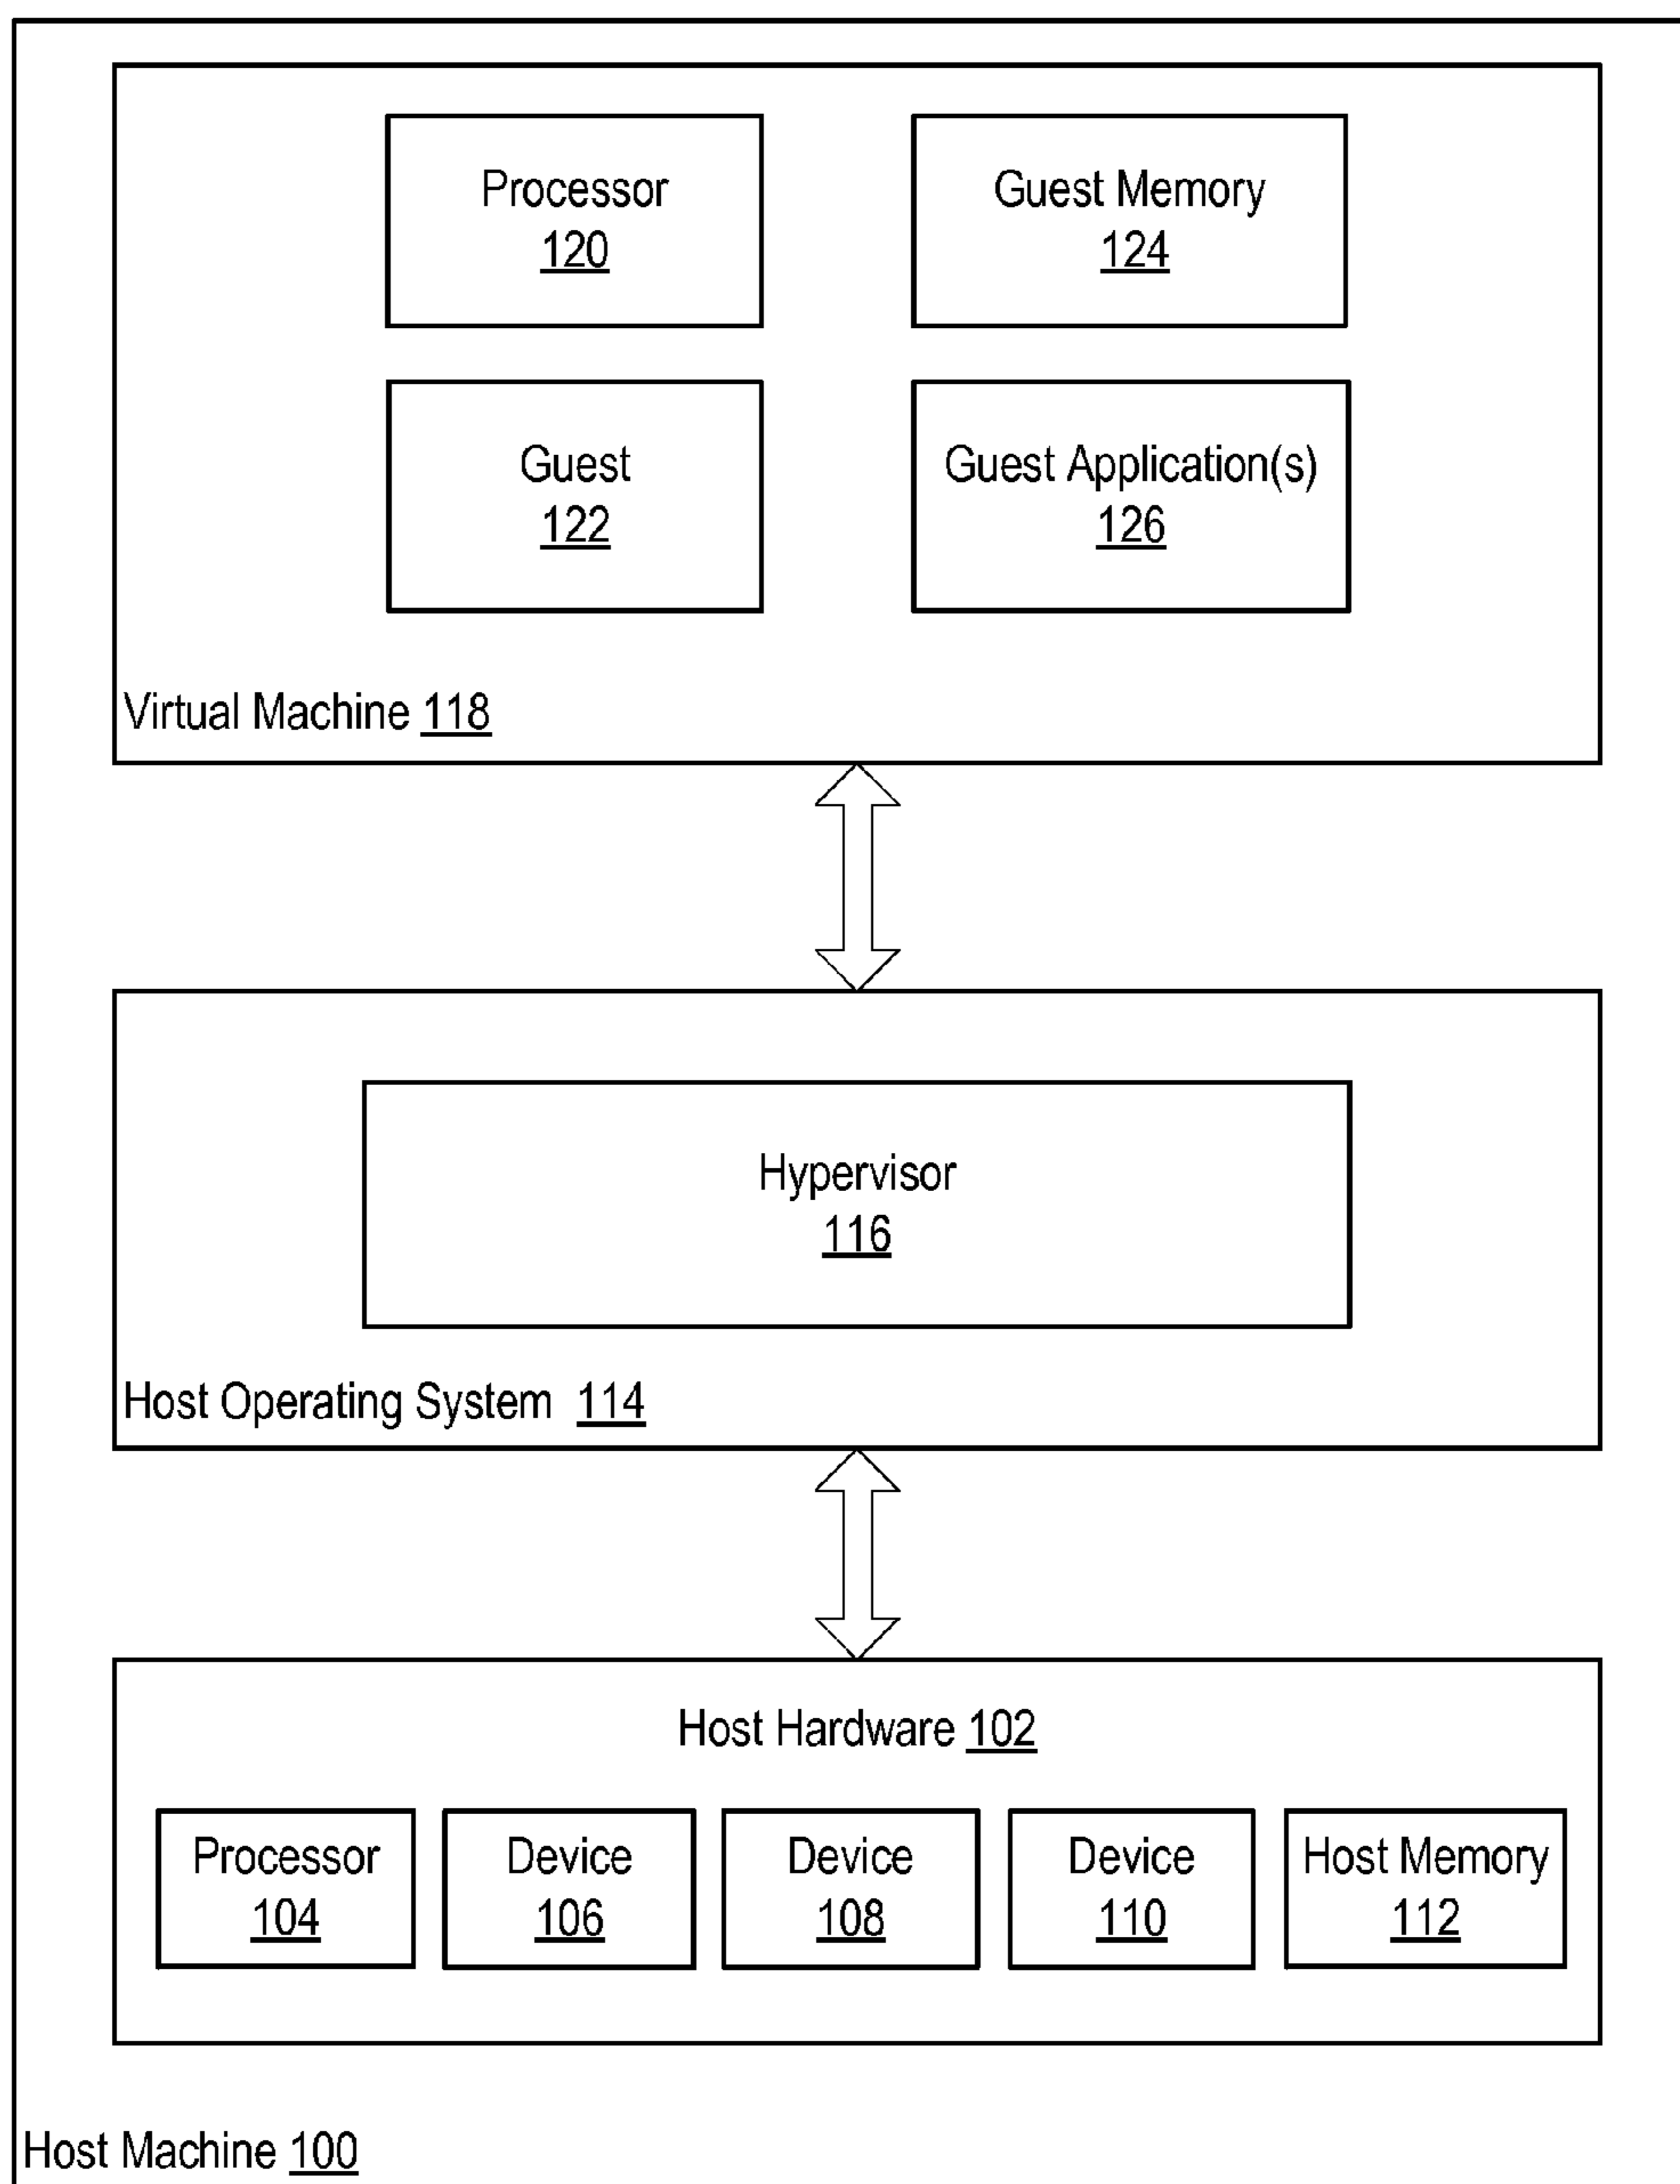 Processor
120
Guest Memory
124
Guest
122
Guest Application(s)
126
Virtual Machine 118
Hypervisor
116
Host Operating System 114
Host Hardware 102
Processor
104
Device
106
Device
108
Device
110
Host Memory
112
Host Machine 100